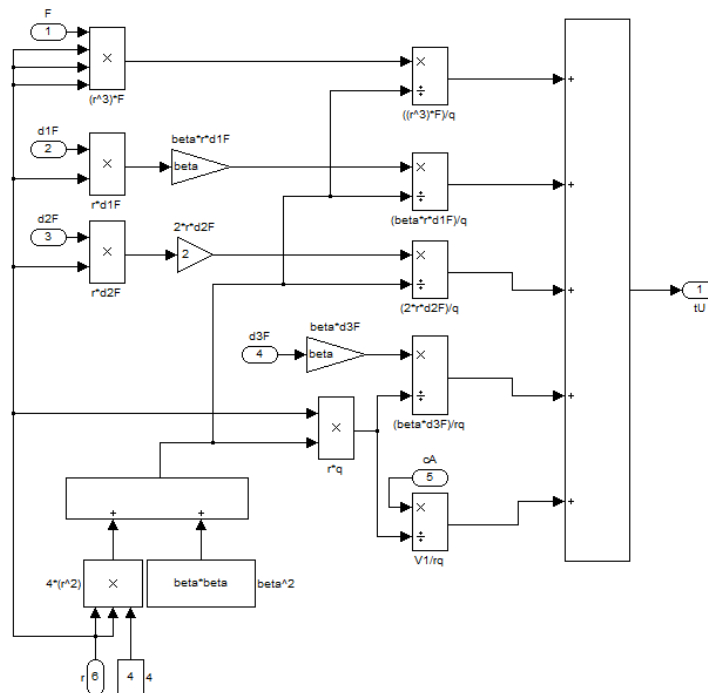 F
1
×
(r^3)*F
×
÷
((r^3)*F)/q
+
d1F
2
×
r*d1F
beta*r*d1F
beta
×
÷
(beta*r*d1F)/q
+
d2F
3
×
r*d2F
2*r*d2F
2
×
÷
(2*r*d2F)/q
+
1
tU
d3F
4
beta*d3F
beta
×
÷
(beta*d3F)/rq
+
×
r*q
cA
5
×
÷
V1/rq
+
+ +
4*(r^2)
×
beta*beta
beta^2
r 6
4 4